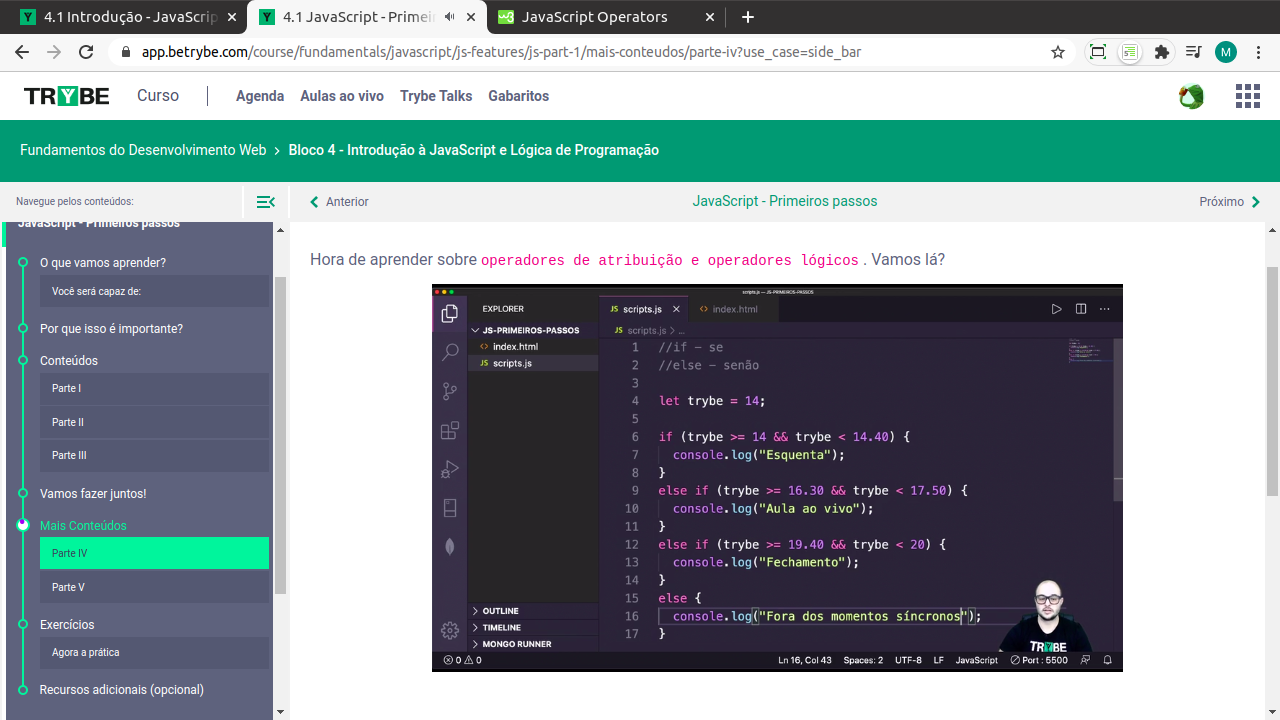 4.1 Introdução - JavaScrip
4.1 JavaScript - Primeir
JavaScript Operators
app.betrybe.com/course/fundamentals/javascript/js-features/js-part-1/mais-conteudos/parte-iv?use_case=side_bar
M
TRYBE
Curso
Agenda
Aulas ao vivo
Trybe Talks
Gabaritos
Fundamentos do Desenvolvimento Web > Bloco 4 - Introdução à JavaScript e Lógica de Programação
Navegue pelos conteúdos:
Anterior
JavaScript - Primeiros passos
Próximo
JavaScript - Primeiros passos
O que vamos aprender?
Você será capaz de:
Por que isso é importante?
Conteúdos
Parte I
Parte II
Parte III
Vamos fazer juntos!
Mais Conteúdos
Parte IV
Parte V
Exercícios
Agora a prática
Recursos adicionais (opcional)
Hora de aprender sobre operadores de atribuição e operadores lógicos . Vamos lá?
scripts.js — JS-PRIMEIROS-PASSOS
EXPLORER
JS-PRIMEIROS-PASSOS
<> index.html
JS scripts.js
OUTLINE
TIMELINE
MONGO RUNNER
JS scripts.js
<> index.html
JS scripts.js > ...
1 //if – se
2 //else – senão
3
4 let trybe = 14;
5
6 if (trybe >= 14 && trybe < 14.40) {
7 console.log("Esquenta");
8 }
9 else if (trybe >= 16.30 && trybe < 17.50) {
10 console.log("Aula ao vivo");
11 }
12 else if (trybe >= 19.40 && trybe < 20) {
13 console.log("Fechamento");
14 }
15 else {
16 console.log("Fora dos momentos síncronos");
17 }
TRYBE
0 0
Ln 16, Col 43
Spaces: 2
UTF-8
LF
JavaScript
Port : 5500